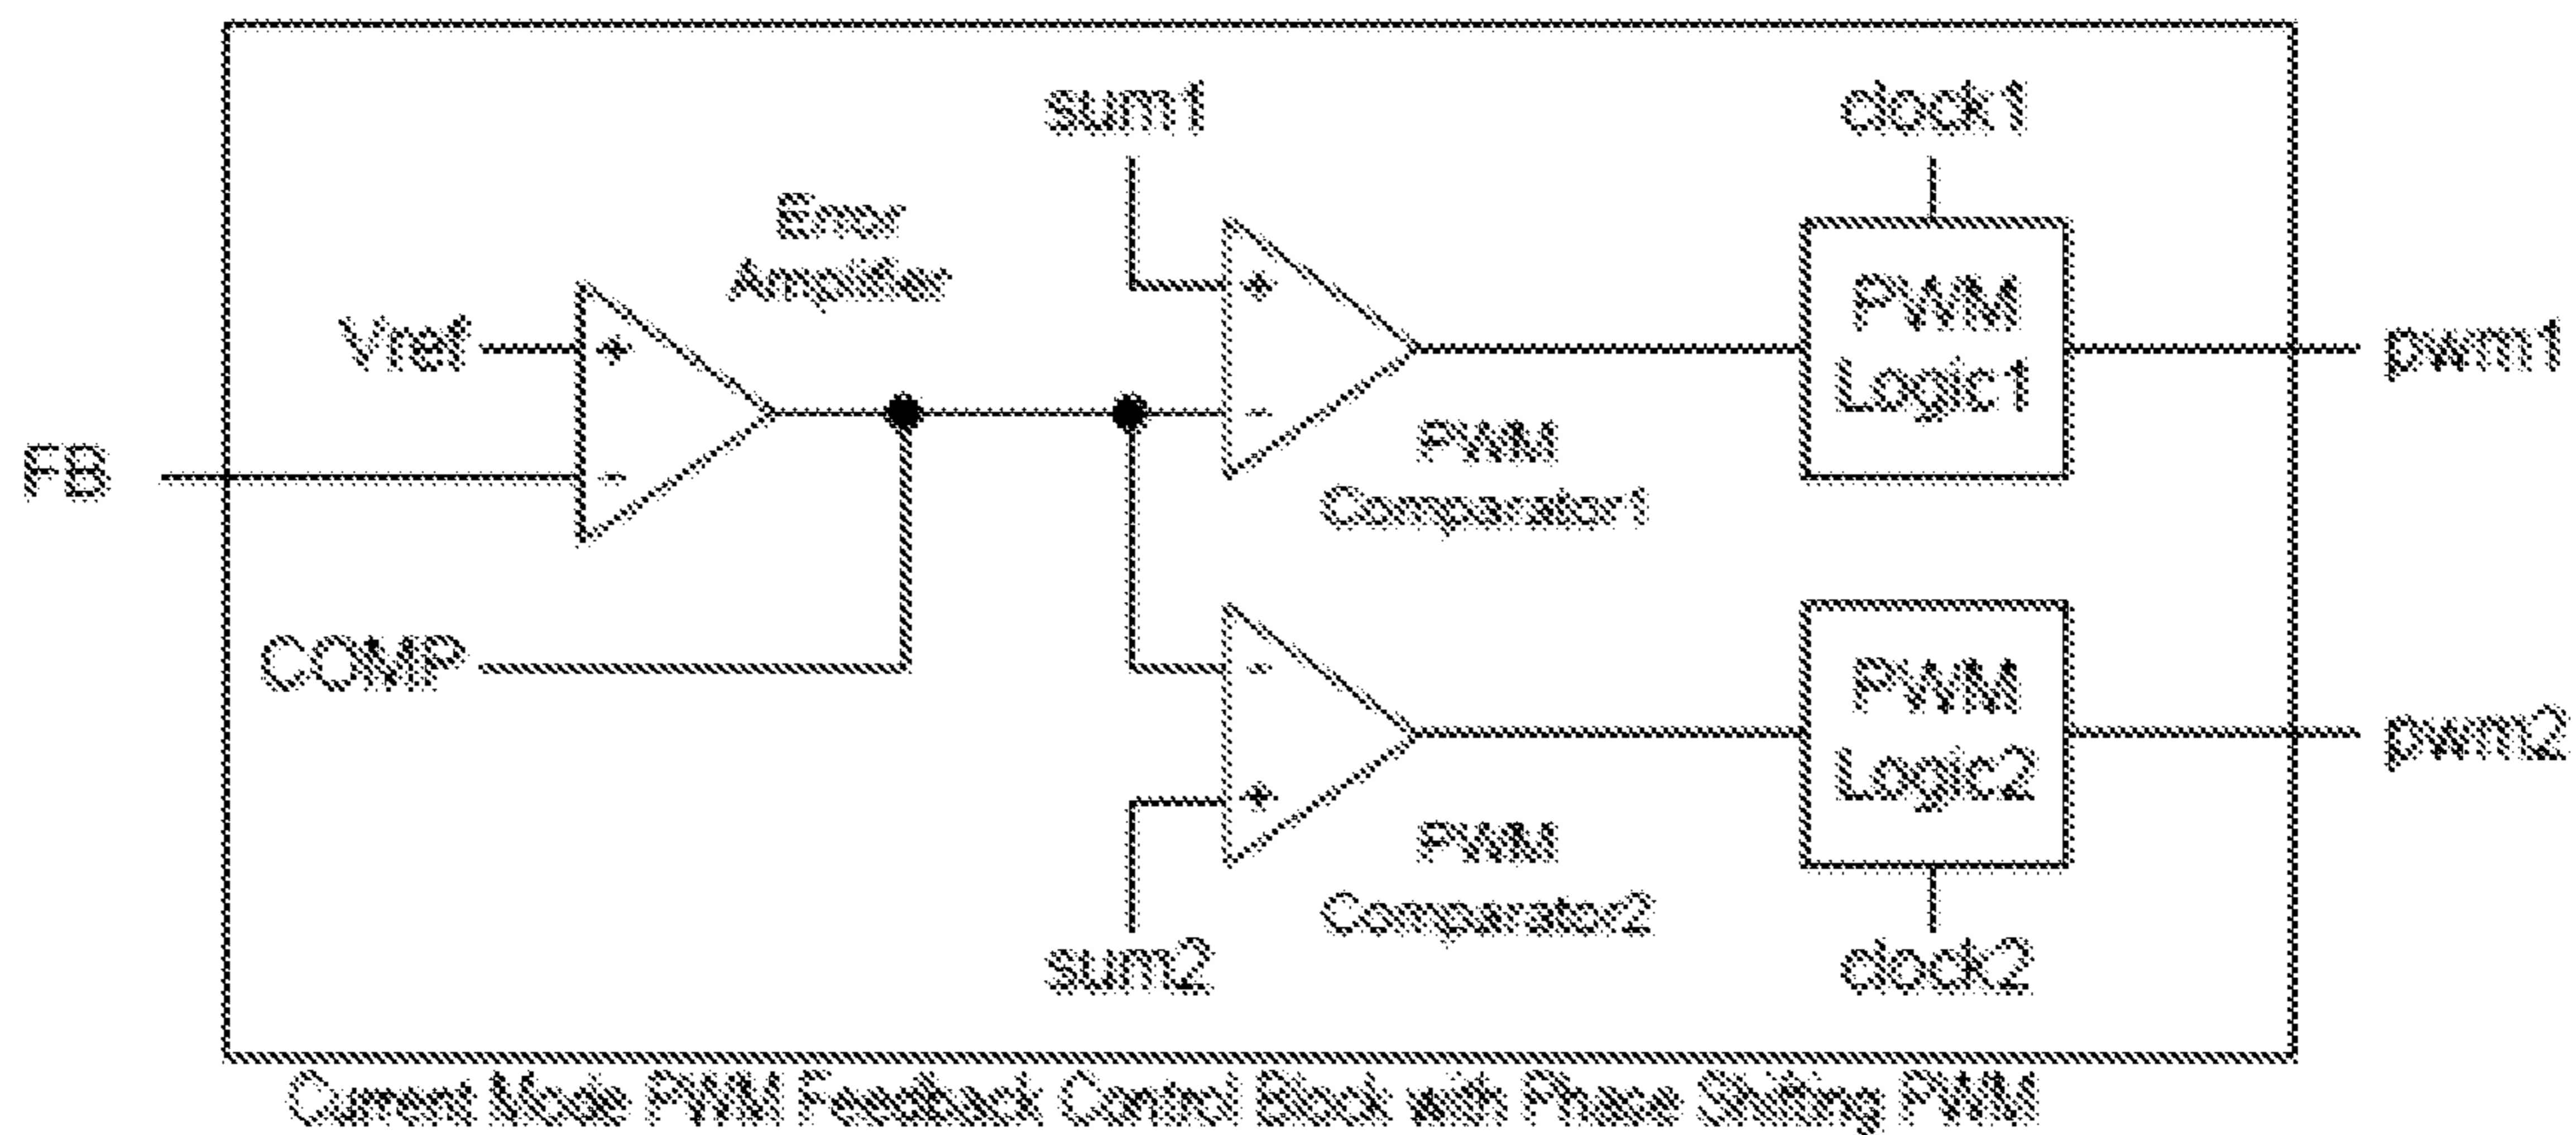 sum1
clock1
Error
Amplifier
Vref
+
+
PWM
Logic1
pwm1
FB
-
-
PWM
Comparator1
COMP
-
PWM
Logic2
pwm2
+
PWM
Comparator2
sum2
clock2
Current Mode PWM Feedback Control Block with Phase Shifting PWM